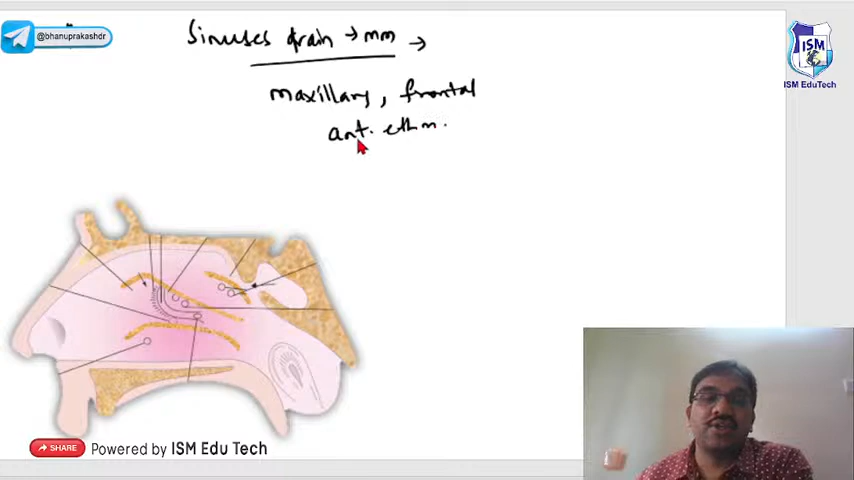 @bhanuprakashdr
Sinuses drain → mm →
maxillary, frontal
ant. ethm.
ISM
ISM EduTech
SHARE
Powered by ISM Edu Tech